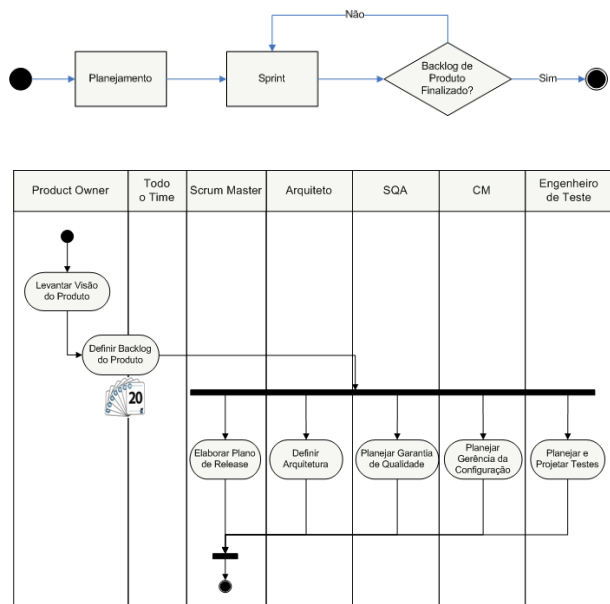 Não
Planejamento
Sprint
Backlog de
Produto
Finalizado?
Sim
Product Owner
Todo
o Time
Scrum Master
Arquiteto
SQA
CM
Engenheiro
de Teste
Levantar Visão
do Produto
Definir Backlog
do Produto
20
Elaborar Plano
de Release
Definir
Arquitetura
Planejar Garantia
de Qualidade
Planejar
Gerência da
Configuração
Planejar e
Projetar Testes